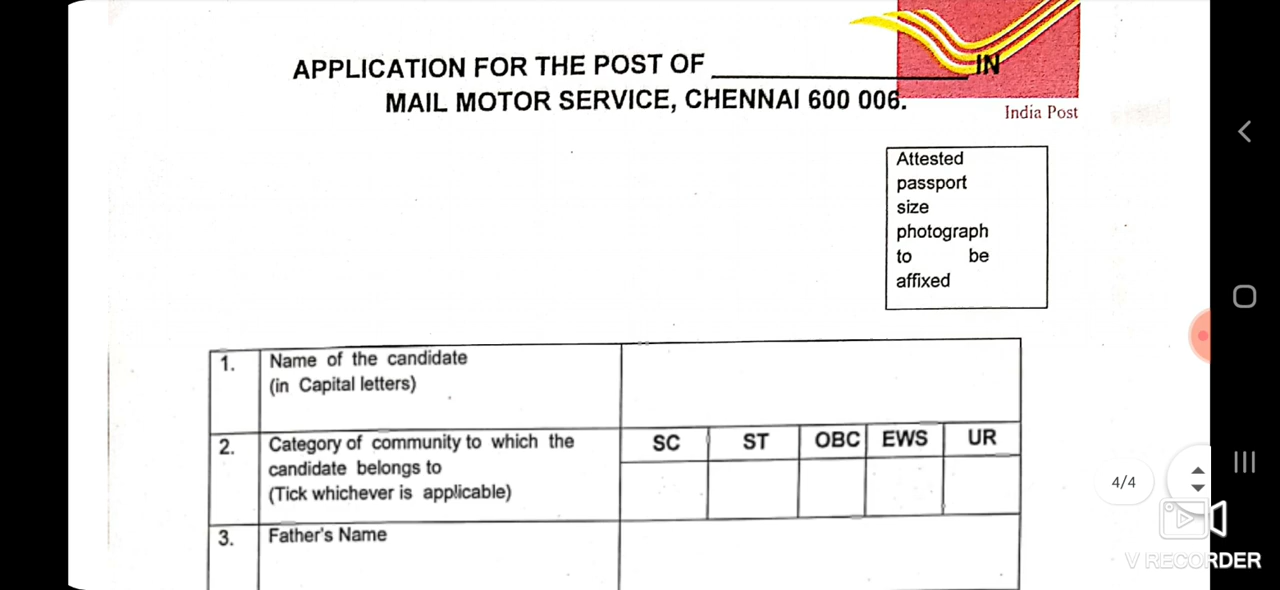 APPLICATION FOR THE POST OF ________________ IN
MAIL MOTOR SERVICE, CHENNAI 600 006.
India Post
Attested
passport
size
photograph
to be
affixed
1. Name of the candidate
(in Capital letters)
2. Category of community to which the
candidate belongs to
(Tick whichever is applicable)
SC ST OBC EWS UR
3. Father's Name
4/4
V RECORDER